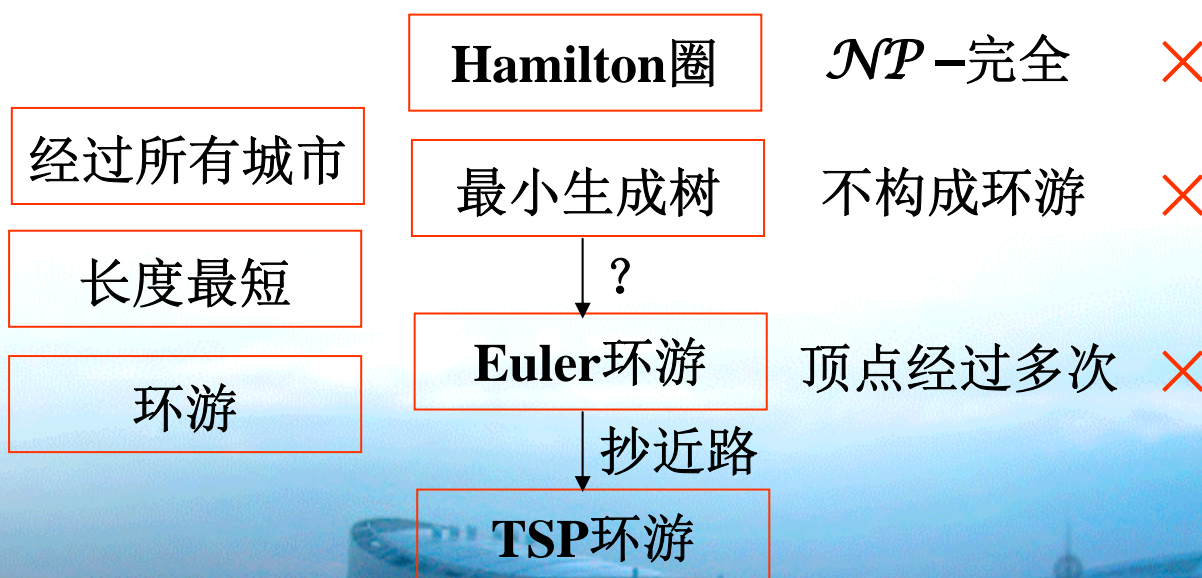 Hamilton圈 𝒩𝒫–完全 ×
经过所有城市
最小生成树 不构成环游 ×
长度最短
？
Euler环游 顶点经过多次 ×
环游
抄近路
TSP环游